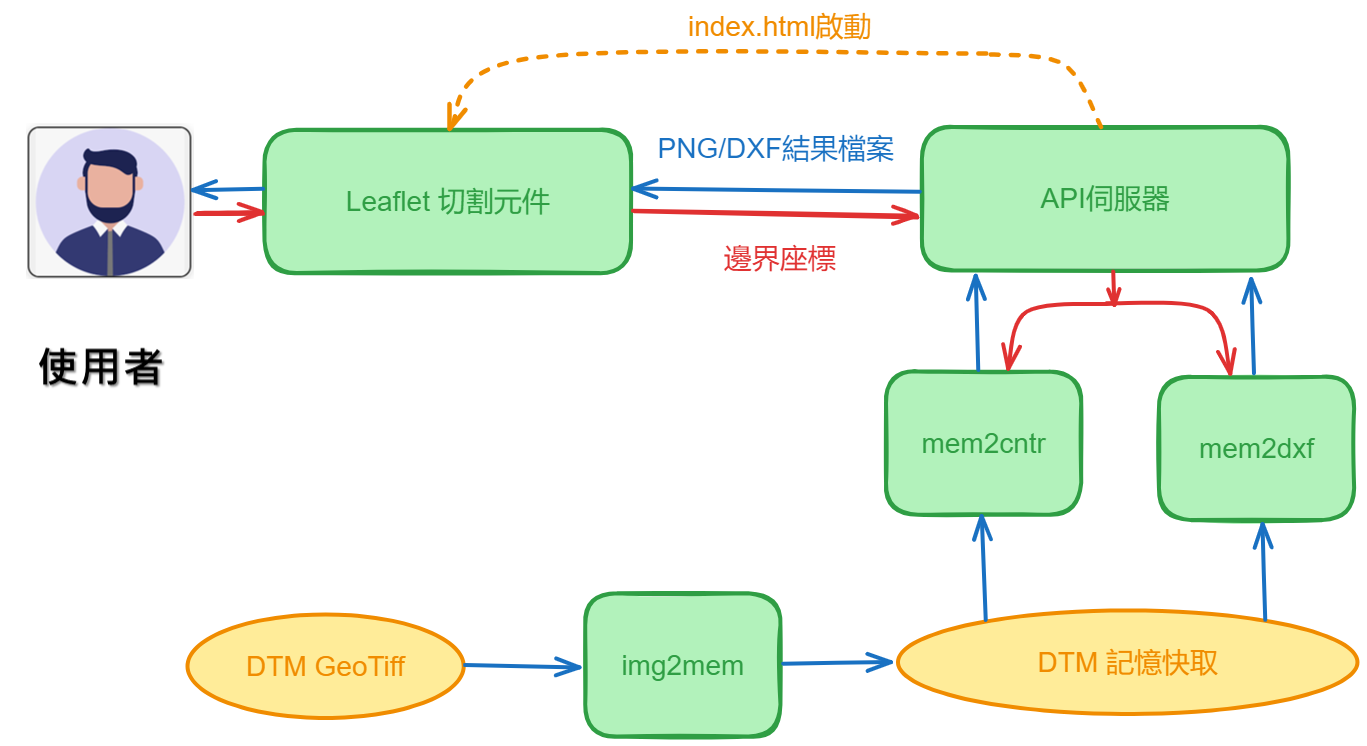 index.html啟動
PNG/DXF結果檔案
Leaflet 切割元件
API伺服器
邊界座標
使用者
mem2cntr
mem2dxf
DTM GeoTiff
img2mem
DTM 記憶快取